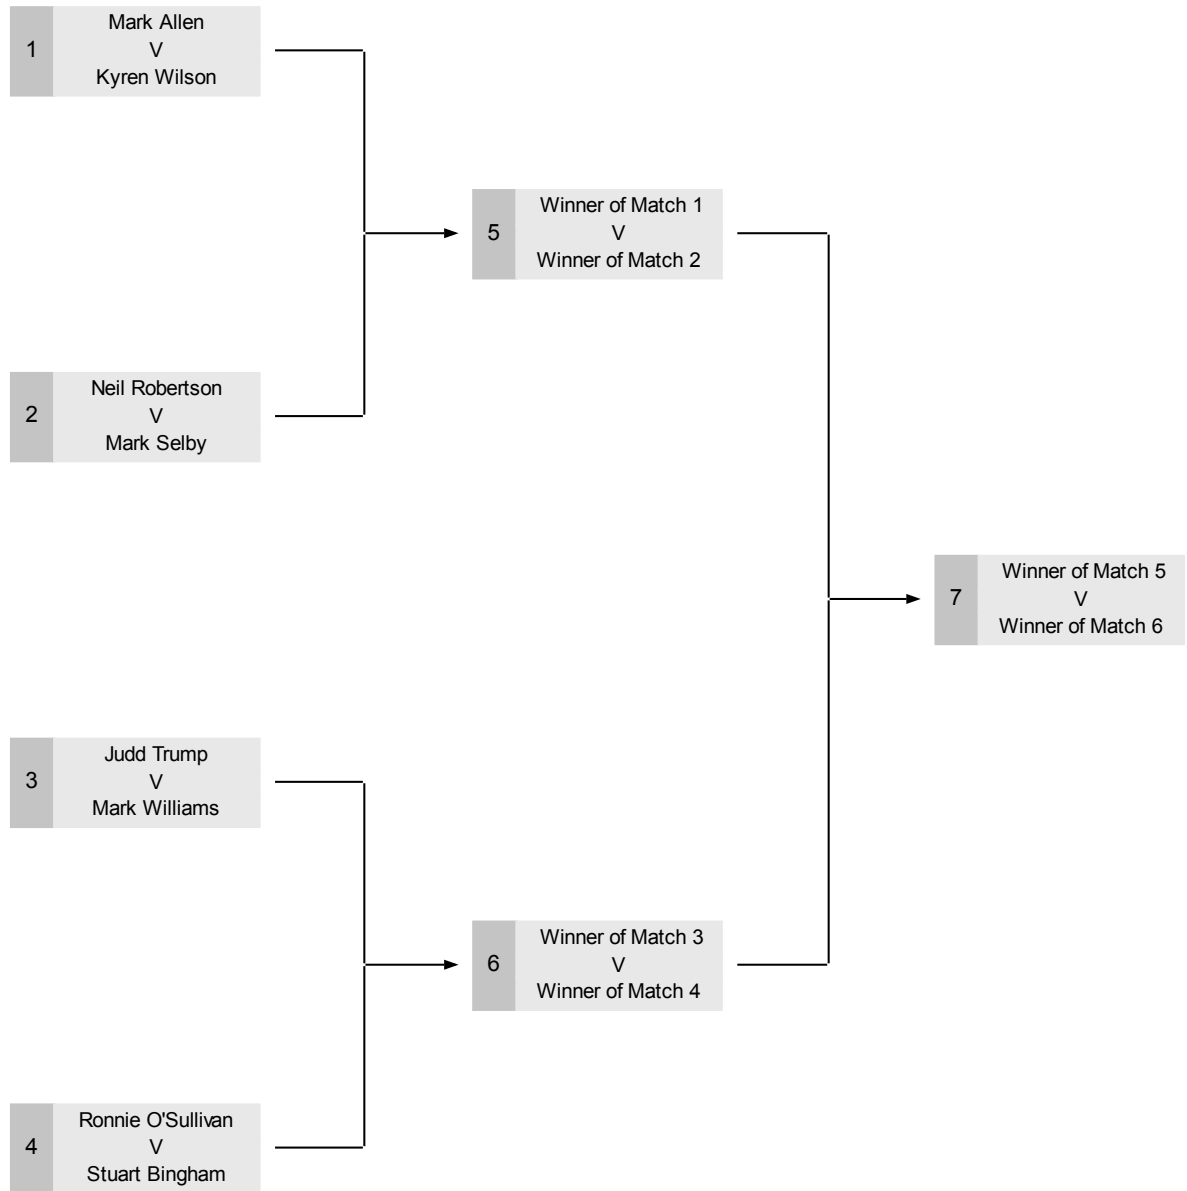 1
Mark Allen
V
Kyren Wilson
2
Neil Robertson
V
Mark Selby
3
Judd Trump
V
Mark Williams
4
Ronnie O'Sullivan
V
Stuart Bingham
5
Winner of Match 1
V
Winner of Match 2
6
Winner of Match 3
V
Winner of Match 4
7
Winner of Match 5
V
Winner of Match 6